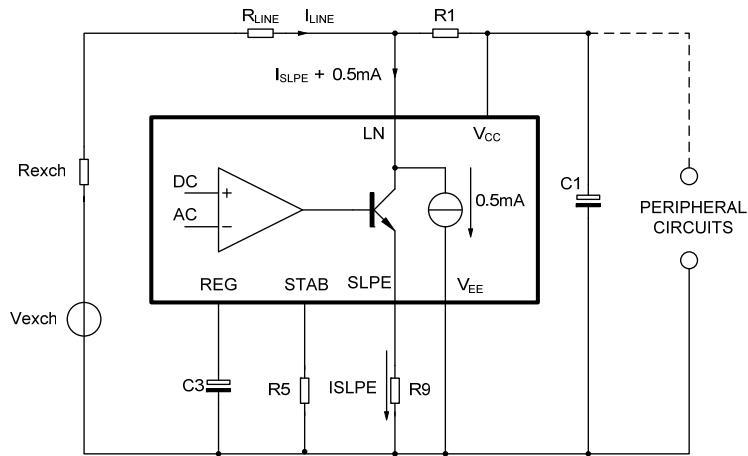 RLINE
ILINE
R1
ISLPE + 0.5mA
LN
VCC
Rexch
DC
+
AC
−
0.5mA
C1
PERIPHERAL
CIRCUITS
REG
STAB
SLPE
VEE
Vexch
C3
R5
ISLPE
R9